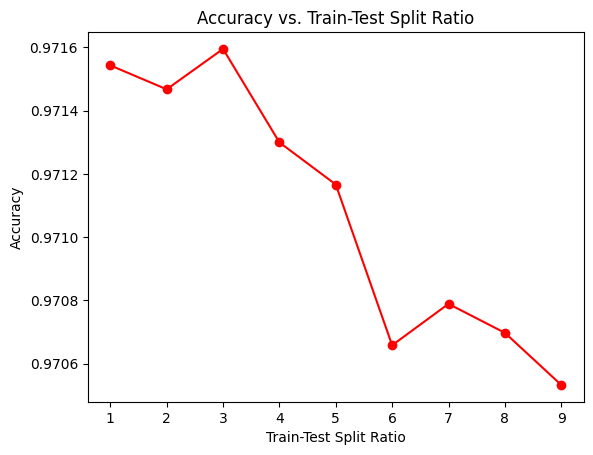 Accuracy vs. Train-Test Split Ratio
0.9716
0.9714
0.9712
0.9710
0.9708
0.9706
Accuracy
1 2 3 4 5 6 7 8 9
Train-Test Split Ratio